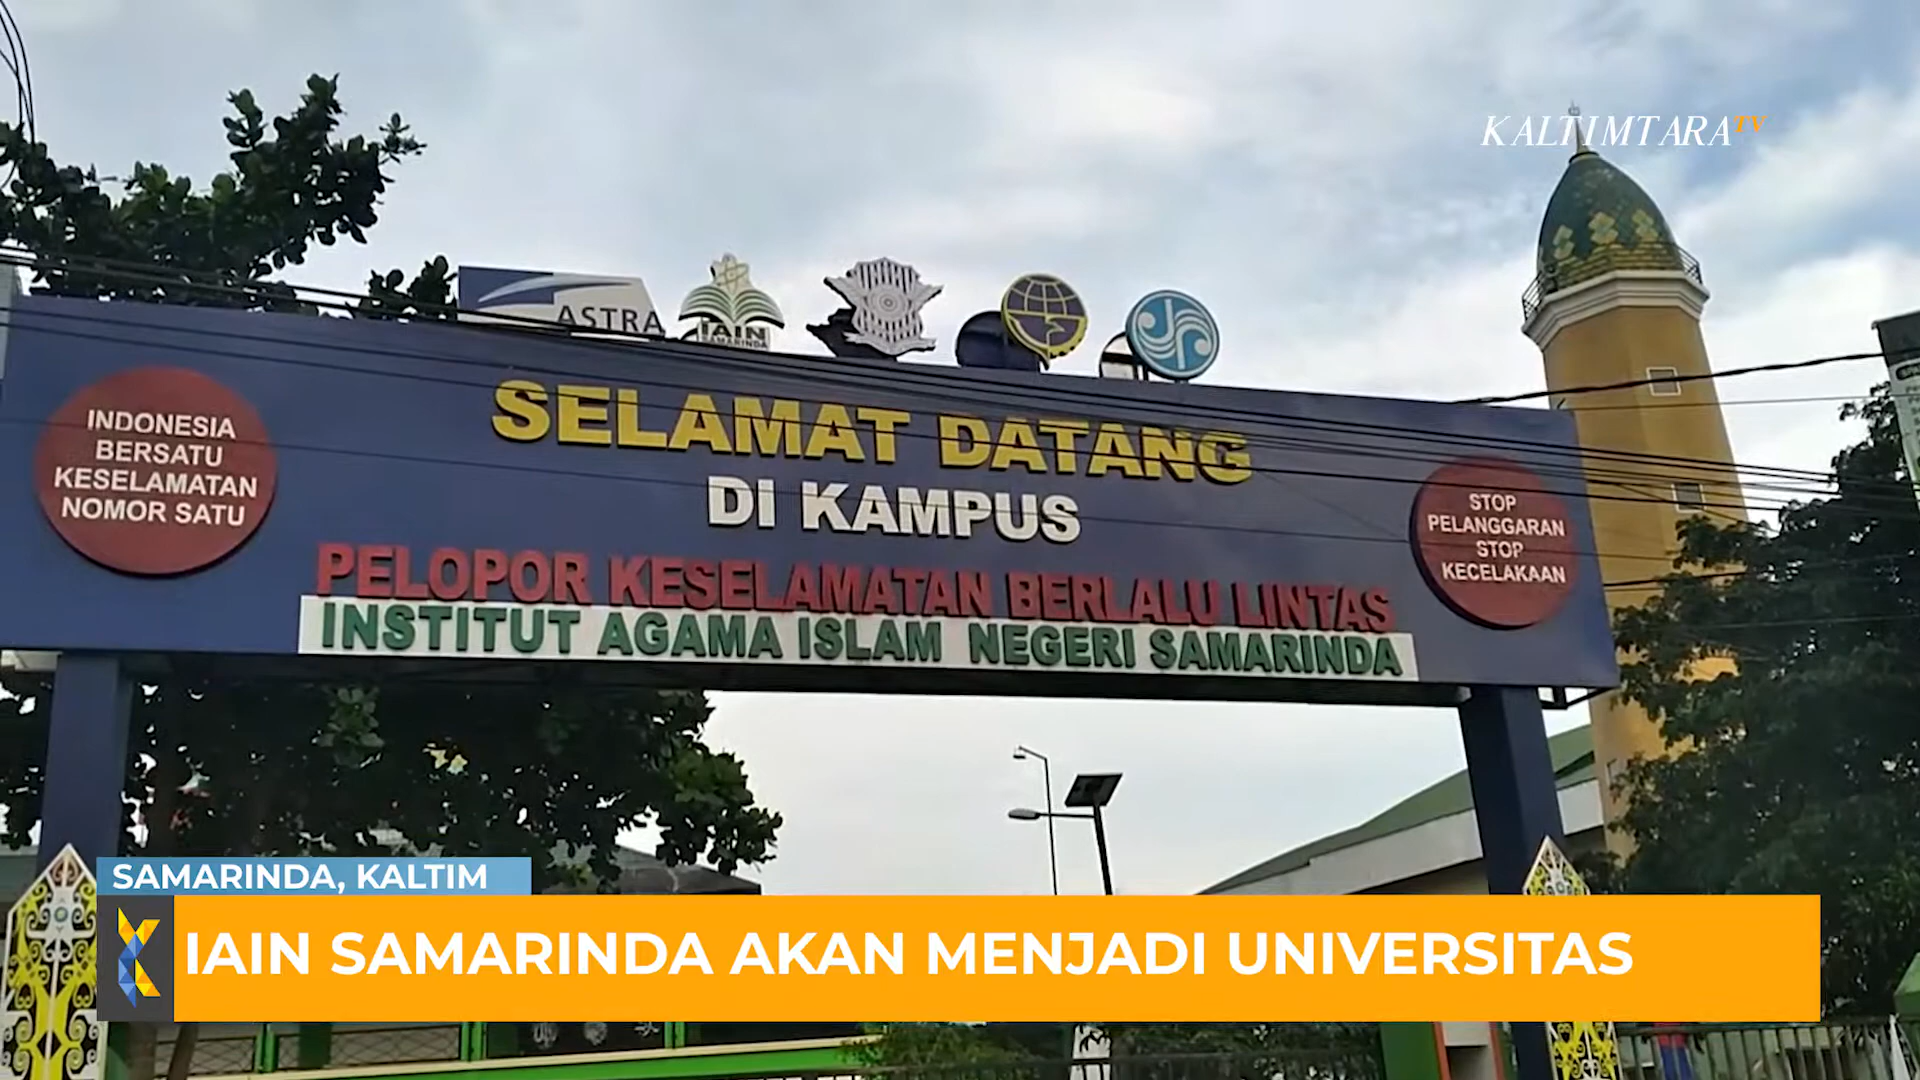 KALTIMTARA TV
ASTRA
IAIN
SAMARINDA
SELAMAT DATANG
DI KAMPUS
PELOPOR KESELAMATAN BERLALU LINTAS
INSTITUT AGAMA ISLAM NEGERI SAMARINDA
INDONESIA
BERSATU
KESELAMATAN
NOMOR SATU
STOP
PELANGGARAN
STOP
KECELAKAAN
SAMARINDA, KALTIM
IAIN SAMARINDA AKAN MENJADI UNIVERSITAS